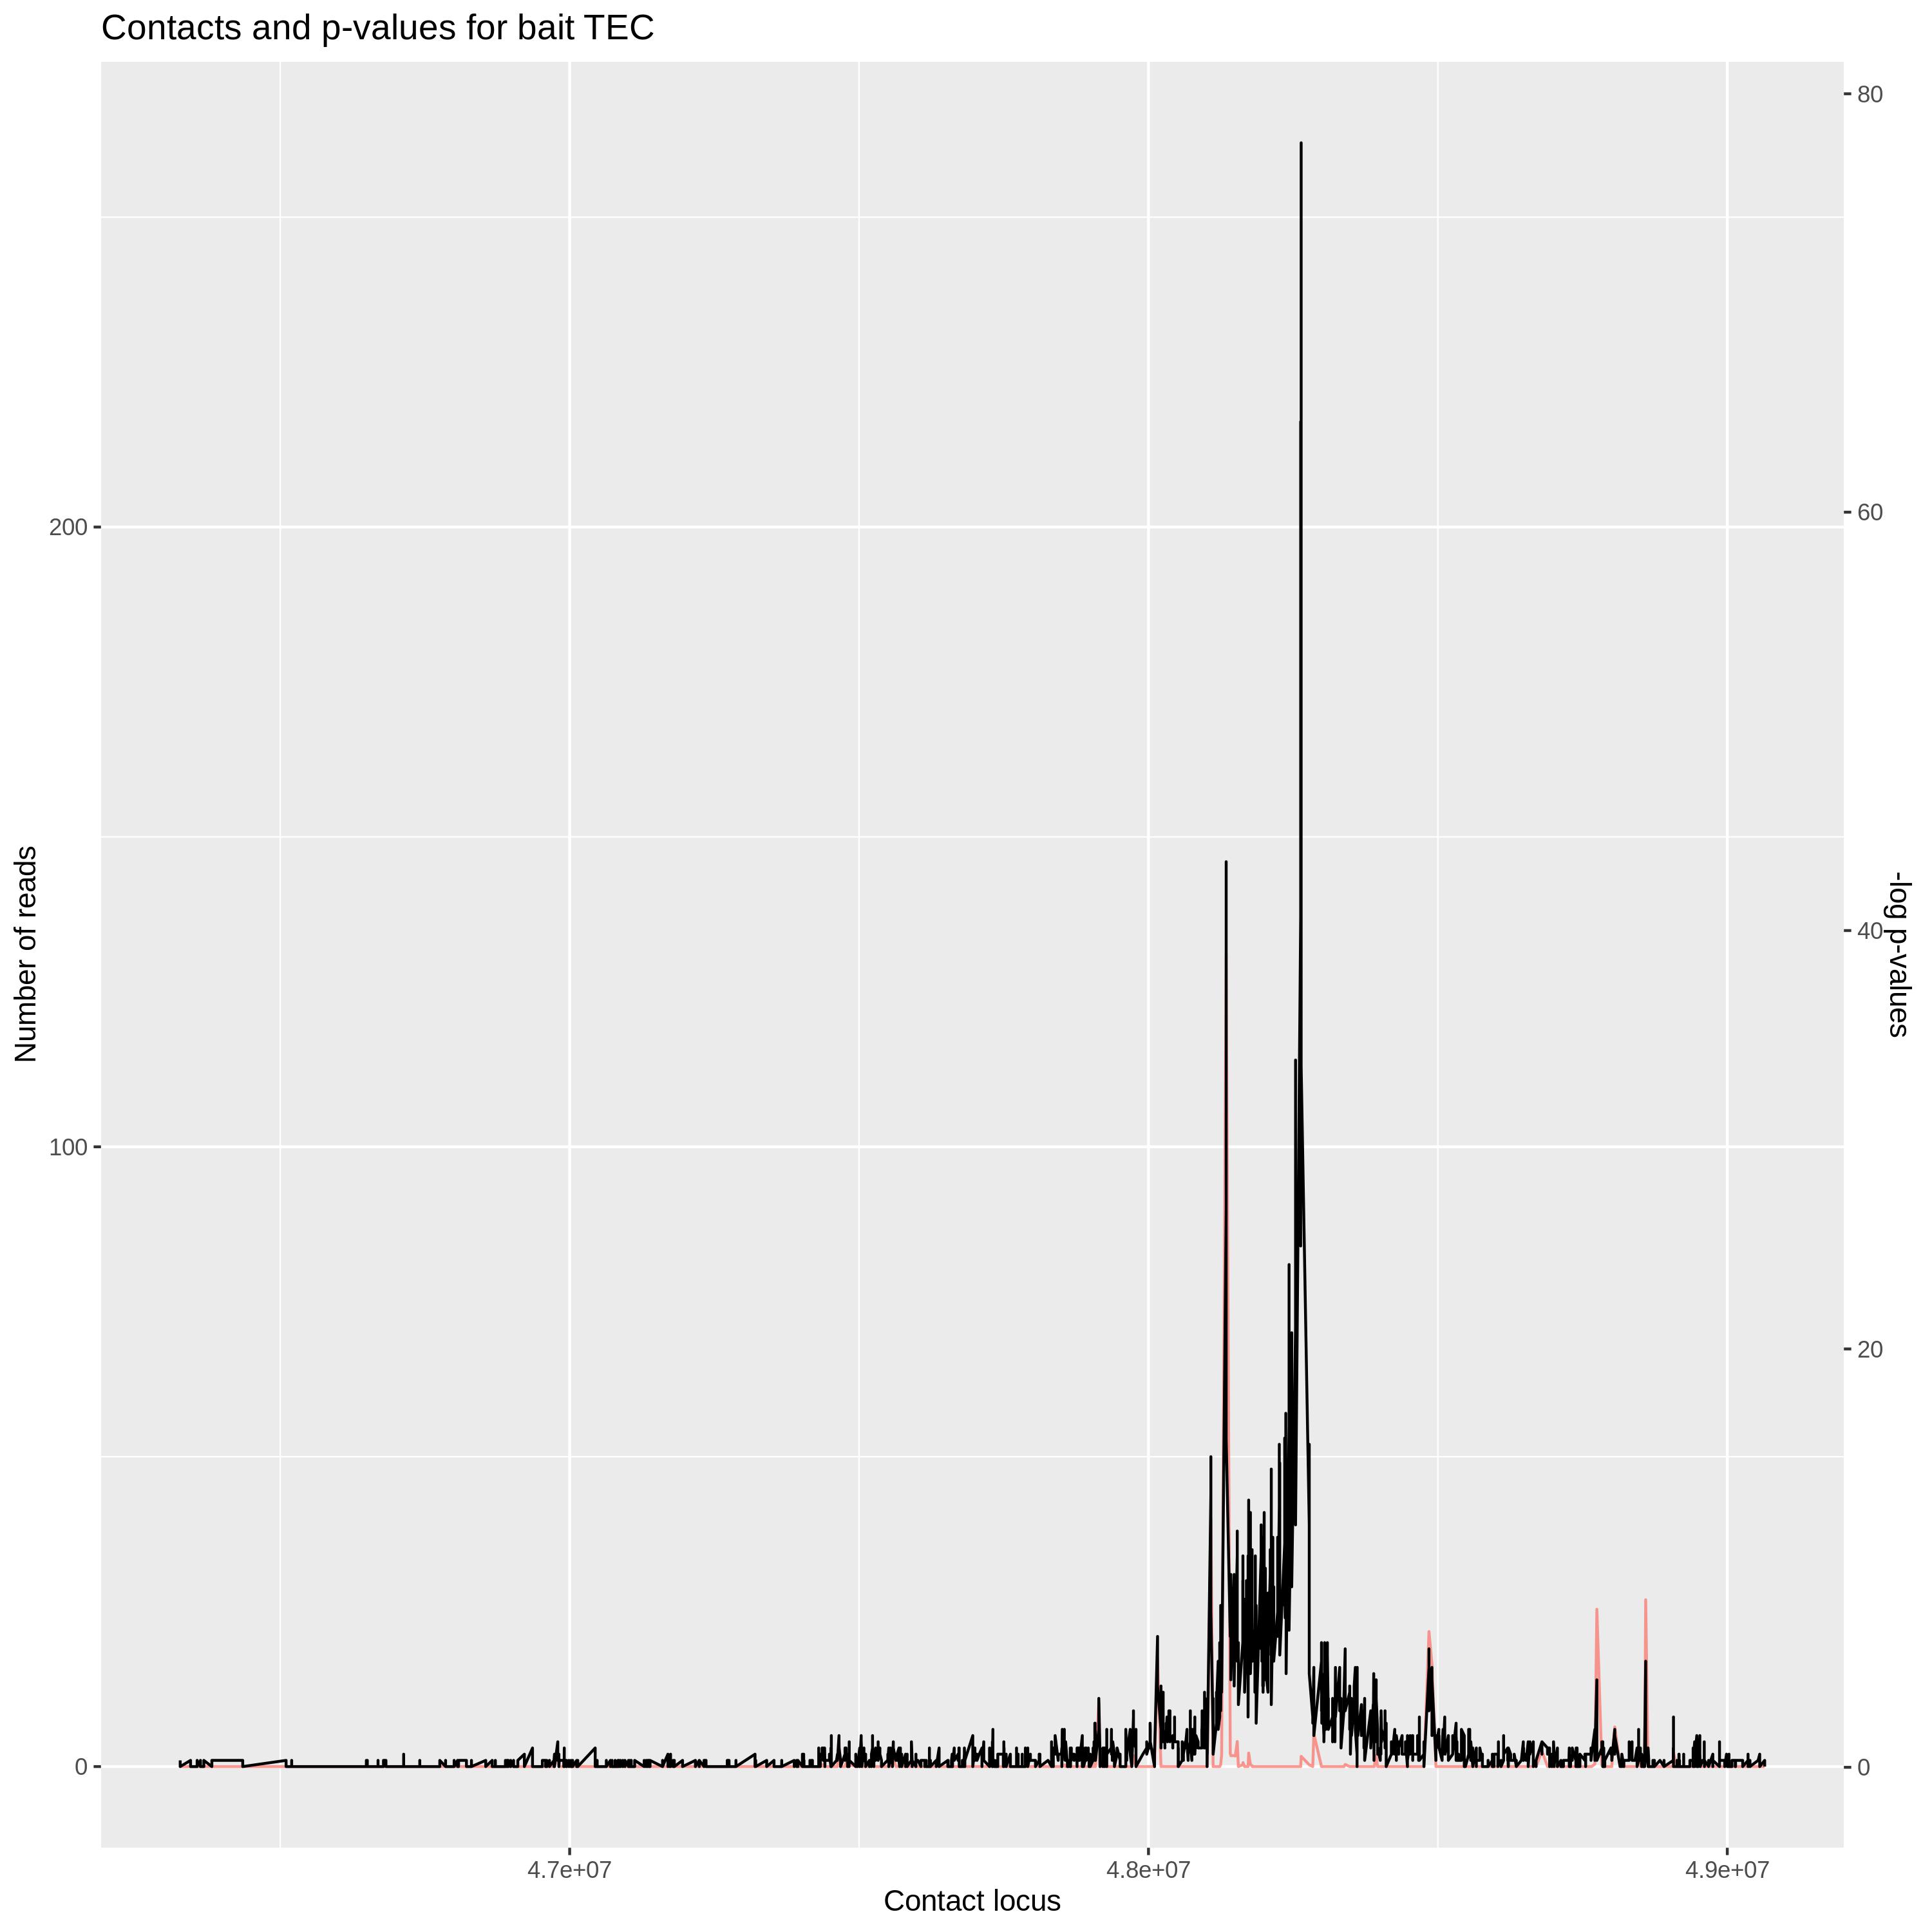 Contacts and p-values for bait TEC
Number of reads
200
100
0
80
60
40
20
0
-log p-values
4.7e+07
4.8e+07
4.9e+07
Contact locus